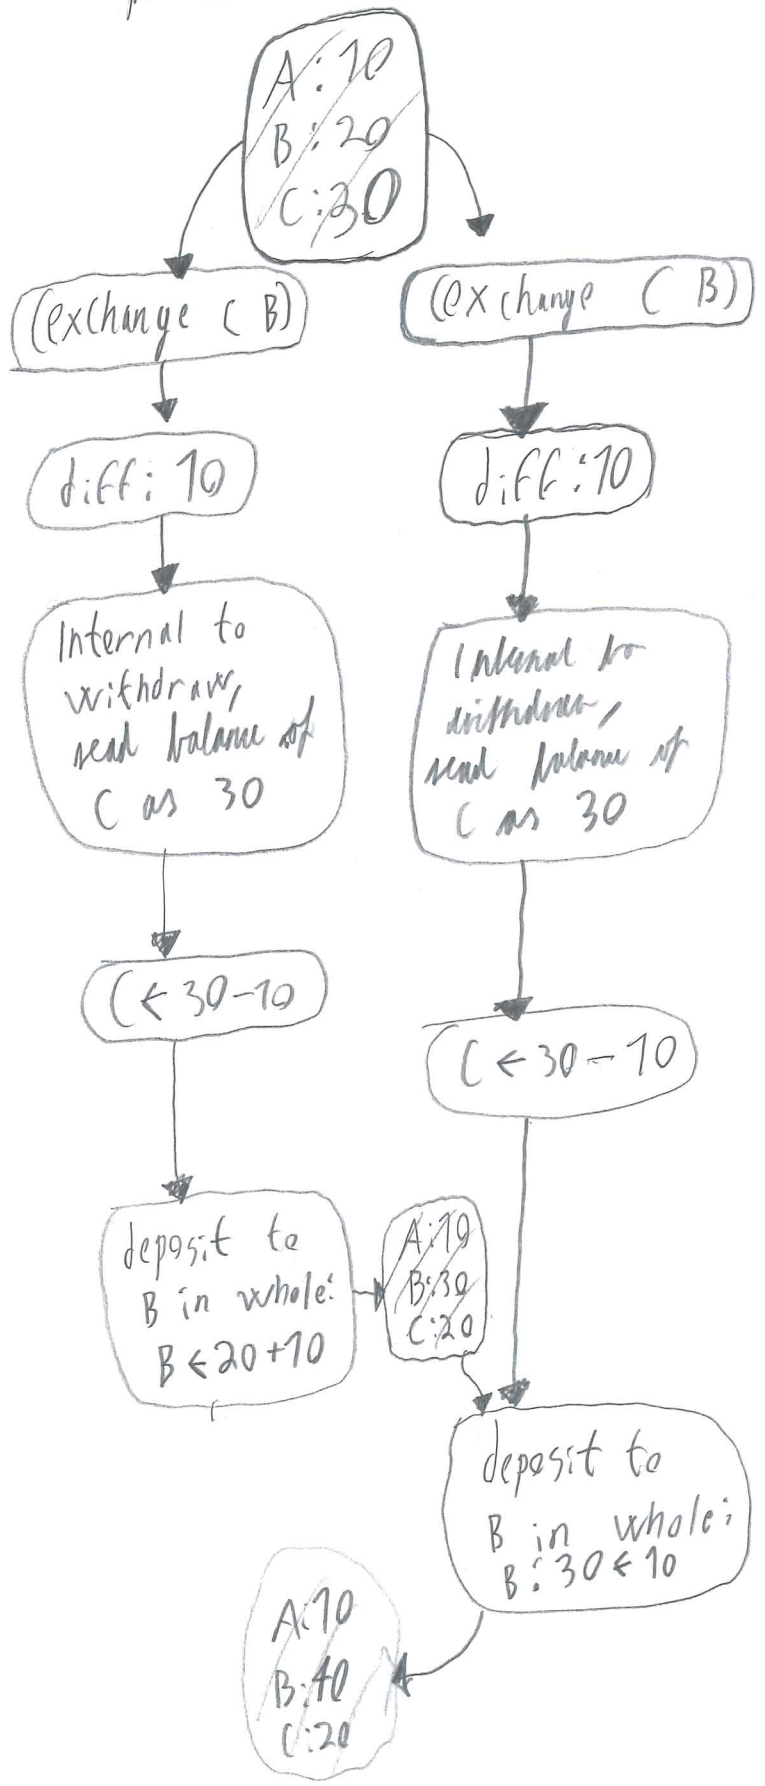 A:10
B:20
C:30
(exchange C B)
(exchange C B)
diff: 10
diff:10
Internal to
withdraw,
read balance of
C as 30
Internal to
withdraw,
read balance of
C as 30
C ← 30-10
C ← 30-10
deposit to
B in whole:
B ← 20+10
A:10
B:30
C:20
deposit to
B in whole:
B: 30 ← 10
A:10
B:40
C:20